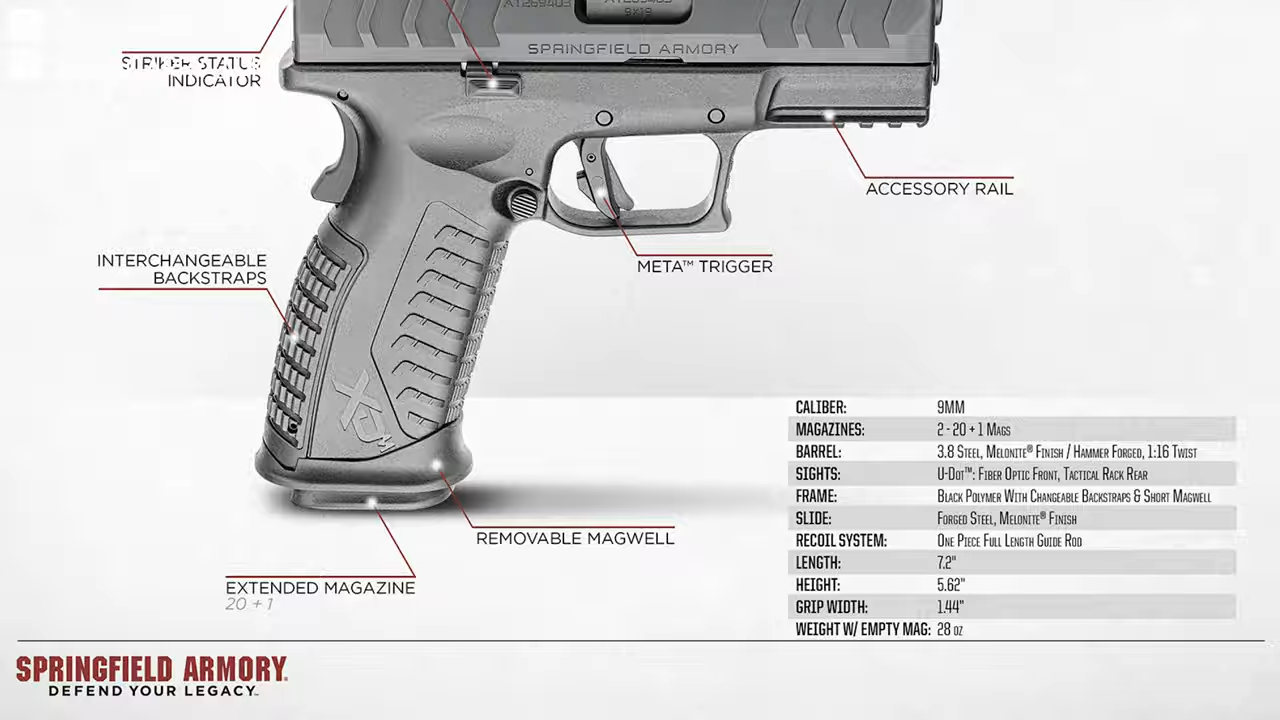 9X19
SPRINGFIELD ARMORY
STRIKER STATUS
INDICATOR
ACCESSORY RAIL
INTERCHANGEABLE
BACKSTRAPS
META™ TRIGGER
XDM
REMOVABLE MAGWELL
EXTENDED MAGAZINE
20 + 1
CALIBER: 9MM
MAGAZINES: 2 - 20 + 1 MAGS
BARREL: 3.8 STEEL, MELONITE® FINISH / HAMMER FORGED, 1:16 TWIST
SIGHTS: U-DOT™: FIBER OPTIC FRONT, TACTICAL RACK REAR
FRAME: BLACK POLYMER WITH CHANGEABLE BACKSTRAPS & SHORT MAGWELL
SLIDE: FORGED STEEL, MELONITE® FINISH
RECOIL SYSTEM: ONE PIECE FULL LENGTH GUIDE ROD
LENGTH: 7.2"
HEIGHT: 5.62"
GRIP WIDTH: 1.44"
WEIGHT W/ EMPTY MAG: 28 OZ
SPRINGFIELD ARMORY®
DEFEND YOUR LEGACY™